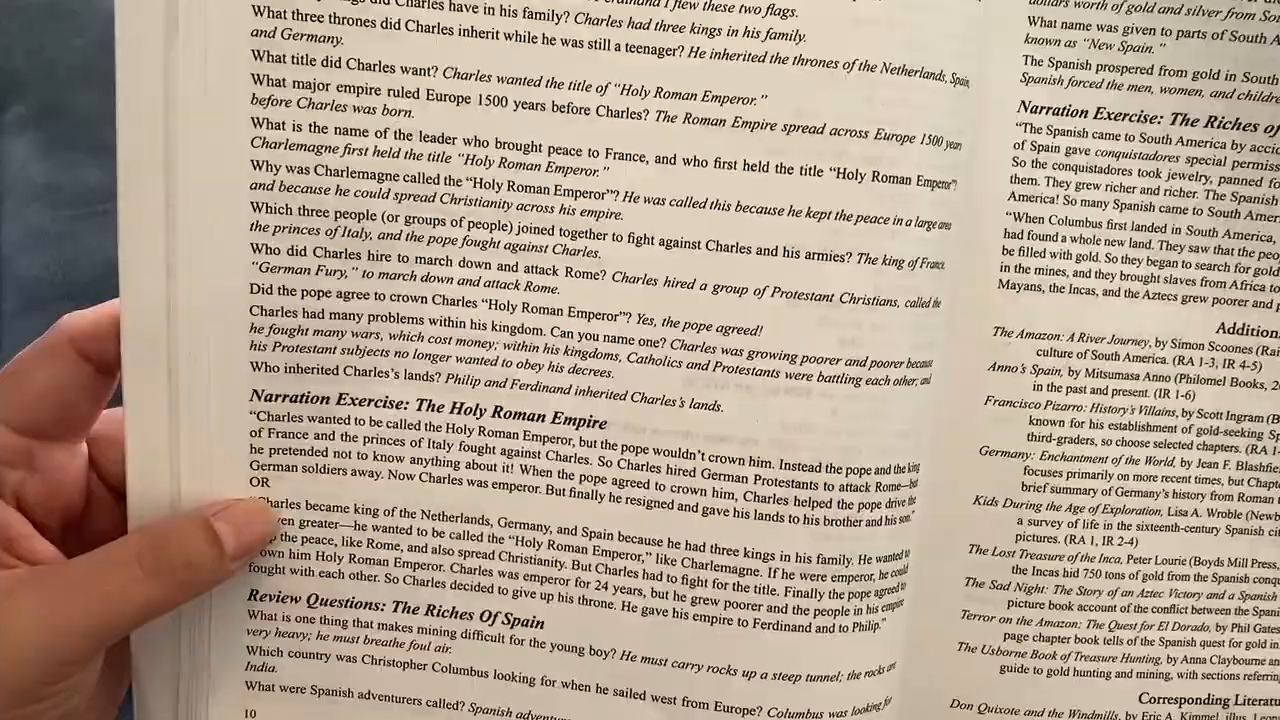 Charles have in his family? Charles had three kings in his family.
I flew these two flags.
What three thrones did Charles inherit while he was still a teenager? He inherited the thrones of the Netherlands, Spain,
and Germany.
What title did Charles want? Charles wanted the title of "Holy Roman Emperor."
What major empire ruled Europe 1500 years before Charles? The Roman Empire spread across Europe 1500 years
before Charles was born.
What is the name of the leader who brought peace to France, and who first held the title "Holy Roman Emperor"?
Charlemagne first held the title "Holy Roman Emperor."
Why was Charlemagne called the "Holy Roman Emperor"? He was called this because he kept the peace in a large area
and because he could spread Christianity across his empire.
Which three people (or groups of people) joined together to fight against Charles and his armies? The king of France,
the princes of Italy, and the pope fought against Charles.
Who did Charles hire to march down and attack Rome? Charles hired a group of Protestant Christians, called the
"German Fury," to march down and attack Rome.
Did the pope agree to crown Charles "Holy Roman Emperor"? Yes, the pope agreed!
Charles had many problems within his kingdom. Can you name one? Charles was growing poorer and poorer because
he fought many wars, which cost money; within his kingdoms, Catholics and Protestants were battling each other; and
his Protestant subjects no longer wanted to obey his decrees.
Who inherited Charles's lands? Philip and Ferdinand inherited Charles's lands.
Narration Exercise: The Holy Roman Empire
"Charles wanted to be called the Holy Roman Emperor, but the pope wouldn't crown him. Instead the pope and the king
of France and the princes of Italy fought against Charles. So Charles hired German Protestants to attack Rome—but
he pretended not to know anything about it! When the pope agreed to crown him, Charles helped the pope drive the
German soldiers away. Now Charles was emperor. But finally he resigned and gave his lands to his brother and his son."
OR
"Charles became king of the Netherlands, Germany, and Spain because he had three kings in his family. He wanted to
greater—he wanted to be called the "Holy Roman Emperor," like Charlemagne. If he were emperor, he could
the peace, like Rome, and also spread Christianity. But Charles had to fight for the title. Finally the pope agreed to
him Holy Roman Emperor. Charles was emperor for 24 years, but he grew poorer and the people in his empire
fought with each other. So Charles decided to give up his throne. He gave his empire to Ferdinand and to Philip."
Review Questions: The Riches Of Spain
What is one thing that makes mining difficult for the young boy? He must carry rocks up a steep tunnel; the rocks are
very heavy; he must breathe foul air.
Which country was Christopher Columbus looking for when he sailed west from Europe? Columbus was looking for
India.
What were Spanish adventurers called? Spanish
10
dollars worth of gold and silver from
What name was given to parts of South
known as "New Spain."
The Spanish prospered from gold in South
Spanish forced the men, women, and
Narration Exercise: The Riches of
"The Spanish came to South America by
of Spain gave conquistadores special
So the conquistadores took jewelry, panned
them. They grew richer and richer. The Spanish
America! So many Spanish came to South
"When Columbus first landed in South America,
had found a whole new land. They saw that the
be filled with gold. So they began to search for gold
in the mines, and they brought slaves from Africa to
Mayans, the Incas, and the Aztecs grew poorer and
The Amazon: A River Journey, by Simon Scoones
culture of South America. (RA 1-3, IR 4-5)
Anno's Spain, by Mitsumasa Anno (Philomel Books,
in the past and present. (IR 1-6)
Francisco Pizarro: History's Villains, by Scott Ingram
known for his establishment of gold-seeking
third-graders, so choose selected chapters. (RA
Germany: Enchantment of the World, by Jean F.
focuses primarily on more recent times, but
brief summary of Germany's history from Roman
Kids During the Age of Exploration, Lisa A. Wroble
a survey of life in the sixteenth-century Spanish
pictures. (RA 1, IR 2-4)
The Lost Treasure of the Inca, Peter Lourie (Boyds Mill Press,
the Incas hid 750 tons of gold from the Spanish
The Sad Night: The Story of an Aztec Victory and a Spanish
picture book account of the conflict between the
Terror on the Amazon: The Quest for El Dorado, by Phil
page chapter book tells of the Spanish quest for gold
The Usborne Book of Treasure Hunting, by Anna Claybourne
guide to gold hunting and mining, with sections
Corresponding
Don Quixote and the Windmills, by Eric A. Kimmel, illus.